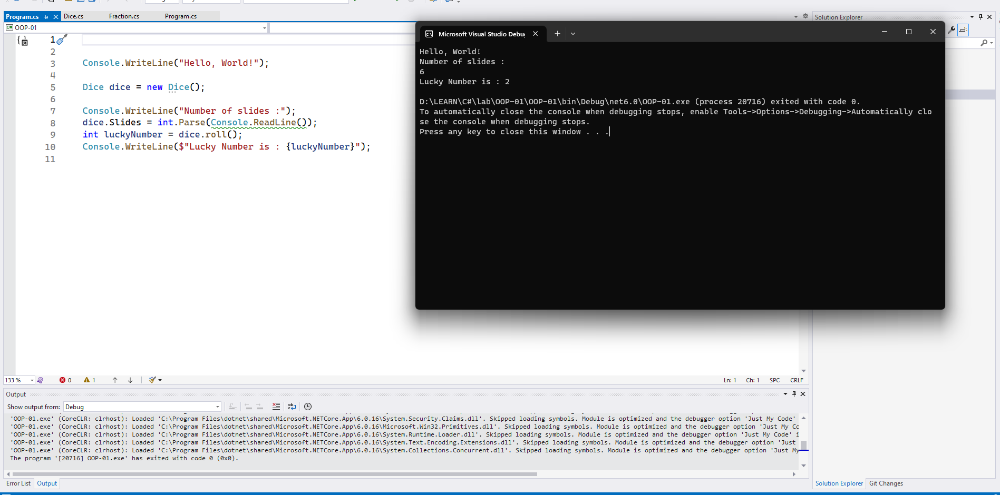 Program.cs
Dice.cs
Fraction.cs
Program.cs
Solution Explorer
C# OOP-01
1
2
3 Console.WriteLine("Hello, World!");
4
5 Dice dice = new Dice();
6
7 Console.WriteLine("Number of slides :");
8 dice.Slides = int.Parse(Console.ReadLine());
9 int luckyNumber = dice.roll();
10 Console.WriteLine($"Lucky Number is : {luckyNumber}");
11
Microsoft Visual Studio Debug
Hello, World!
Number of slides :
6
Lucky Number is : 2
D:\LEARN\C#\lab\OOP-01\OOP-01\bin\Debug\net6.0\OOP-01.exe (process 20716) exited with code 0.
To automatically close the console when debugging stops, enable Tools->Options->Debugging->Automatically clo
se the console when debugging stops.
Press any key to close this window . . .
133 %
0
1
Ln: 1 Ch: 1 SPC CRLF
Output
Show output from: Debug
'OOP-01.exe' (CoreCLR: clrhost): Loaded 'C:\Program Files\dotnet\shared\Microsoft.NETCore.App\6.0.16\System.Security.Claims.dll'. Skipped loading symbols. Module is optimized and the debugger option 'Just My Code'
'OOP-01.exe' (CoreCLR: clrhost): Loaded 'C:\Program Files\dotnet\shared\Microsoft.NETCore.App\6.0.16\Microsoft.Win32.Primitives.dll'. Skipped loading symbols. Module is optimized and the debugger option 'Just My Co
'OOP-01.exe' (CoreCLR: clrhost): Loaded 'C:\Program Files\dotnet\shared\Microsoft.NETCore.App\6.0.16\System.Runtime.Loader.dll'. Skipped loading symbols. Module is optimized and the debugger option 'Just My Code' i
'OOP-01.exe' (CoreCLR: clrhost): Loaded 'C:\Program Files\dotnet\shared\Microsoft.NETCore.App\6.0.16\System.Text.Encoding.Extensions.dll'. Skipped loading symbols. Module is optimized and the debugger option 'Just
'OOP-01.exe' (CoreCLR: clrhost): Loaded 'C:\Program Files\dotnet\shared\Microsoft.NETCore.App\6.0.16\System.Collections.Concurrent.dll'. Skipped loading symbols. Module is optimized and the debugger option 'Just My
The program '[20716] OOP-01.exe' has exited with code 0 (0x0).
Error List
Output
Solution Explorer
Git Changes